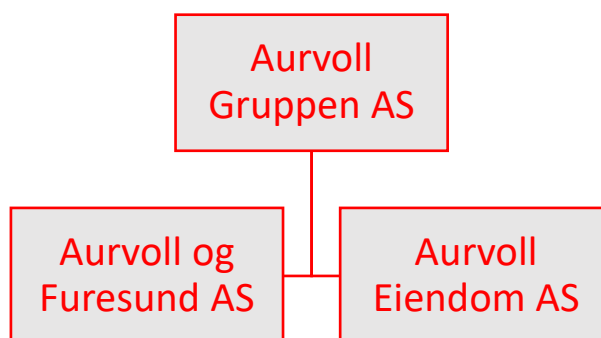 Aurvoll
Gruppen AS
Aurvoll og
Furesund AS
Aurvoll
Eiendom AS